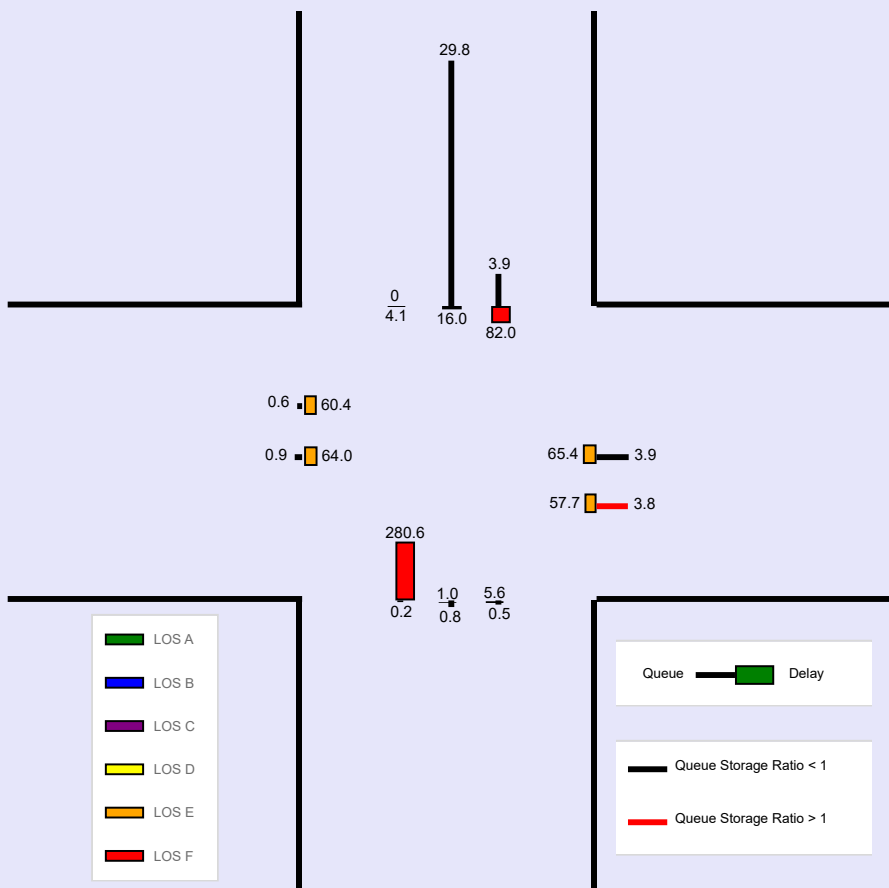 29.8
3.9
0
4.1
16.0
82.0
0.6
60.4
0.9
64.0
65.4
3.9
57.7
3.8
280.6
0.2
1.0
0.8
5.6
0.5
LOS A
LOS B
LOS C
LOS D
LOS E
LOS F
Queue Delay
Queue Storage Ratio < 1
Queue Storage Ratio > 1